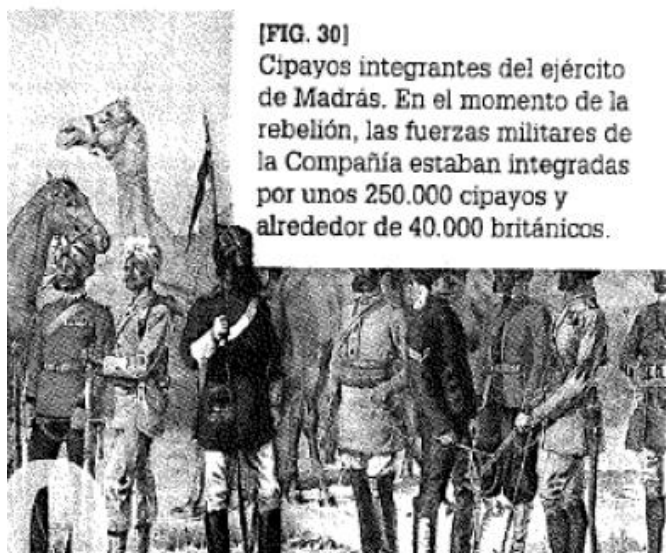 [FIG. 30]
Cipayos integrantes del ejército
de Madrás. En el momento de la
rebelión, las fuerzas militares de
la Compañía estaban integradas
por unos 250.000 cipayos y
alrededor de 40.000 británicos.